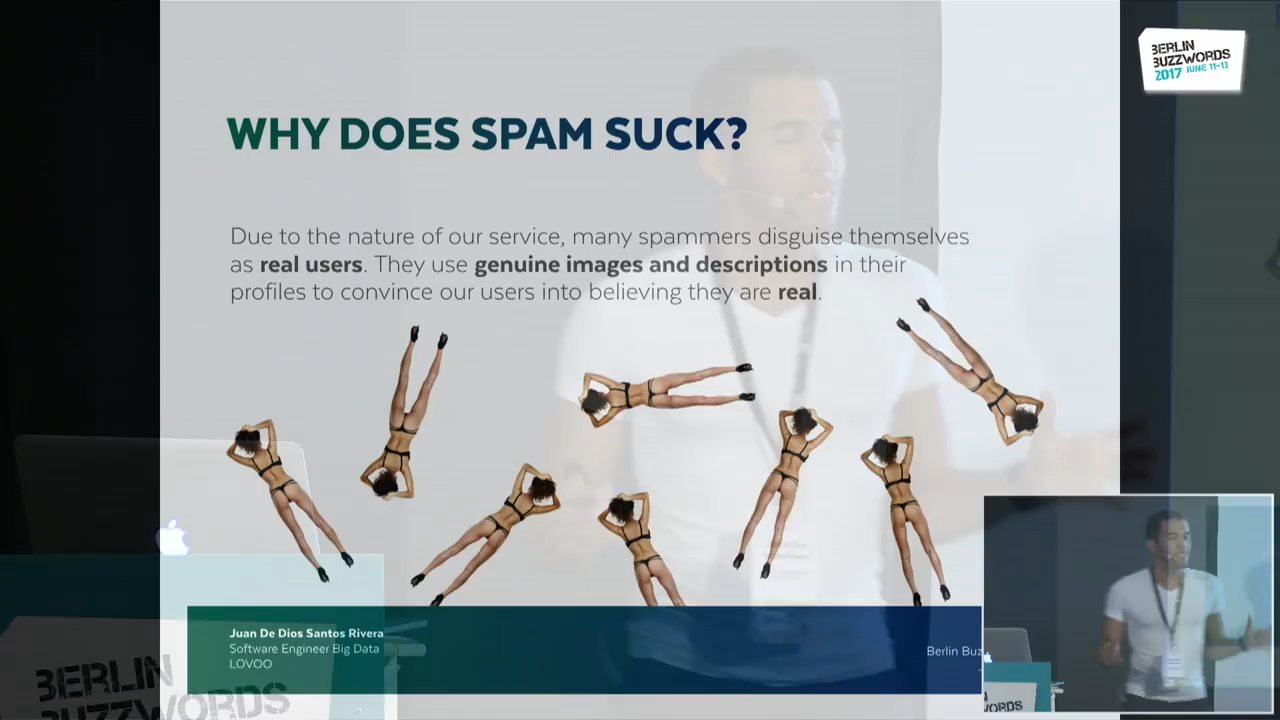 BERLIN
BUZZWORDS
2017 JUNE 11-13
WHY DOES SPAM SUCK?
Due to the nature of our service, many spammers disguise themselves
as real users. They use genuine images and descriptions in their
profiles to convince our users into believing they are real.
Juan De Dios Santos Rivera
Software Engineer Big Data
LOVOO
Berlin Buz
BERLIN
BUZZWORDS
WORDS